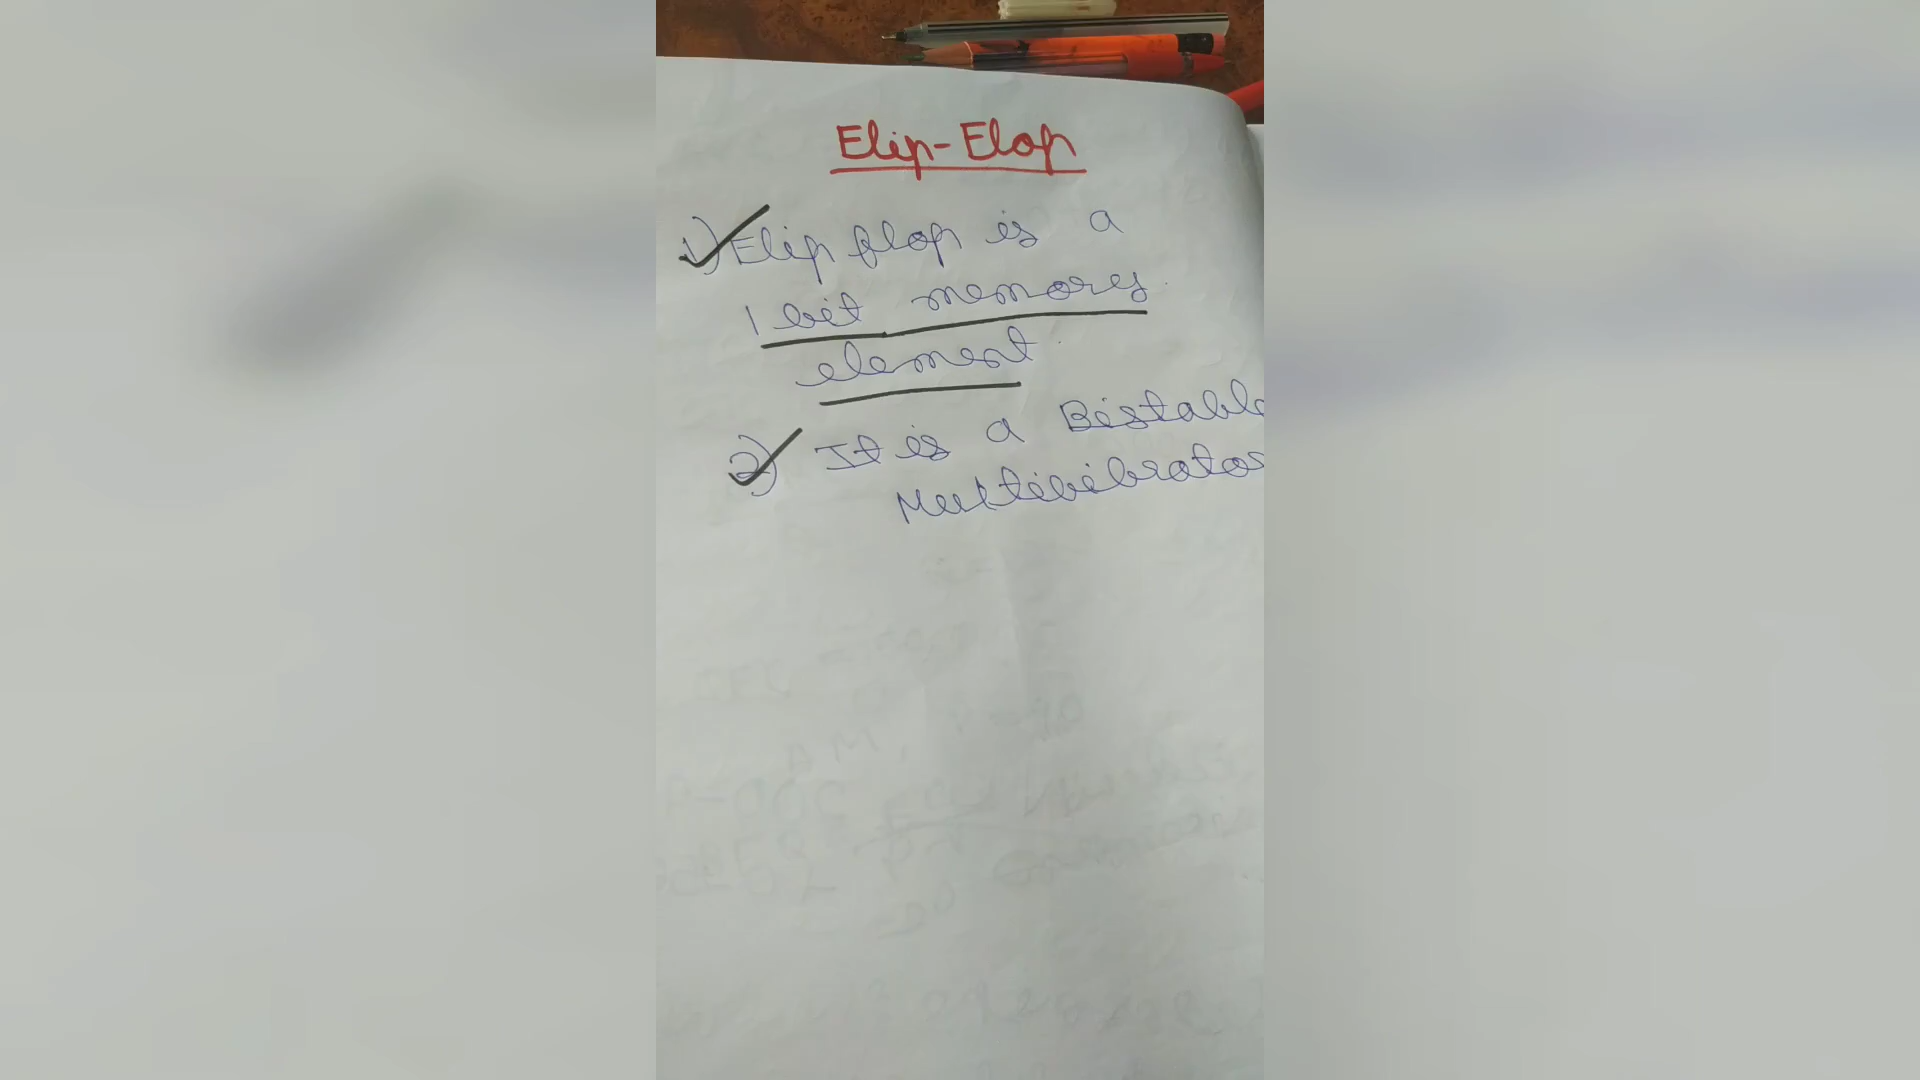 Flip-Flop
1) Flip flop is a
1 bit memory
element
2) It is a Bistable
Multivibrator